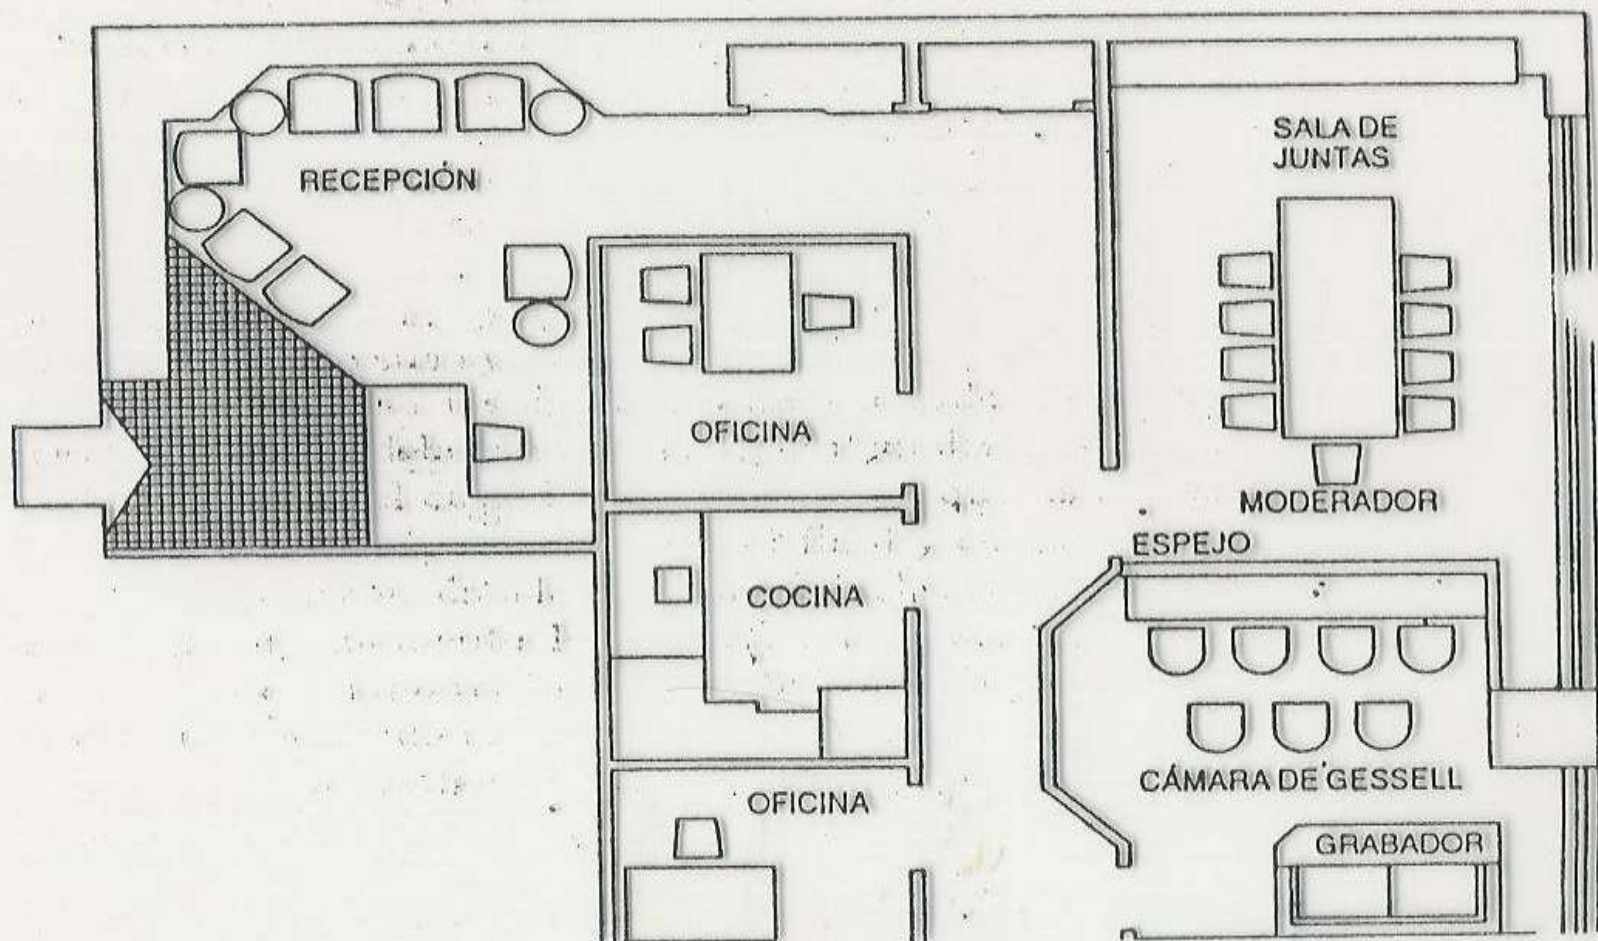 RECEPCIÓN
SALA DE
JUNTAS
OFICINA
MODERADOR
ESPEJO
COCINA
CÁMARA DE GESSELL
OFICINA
GRABADOR